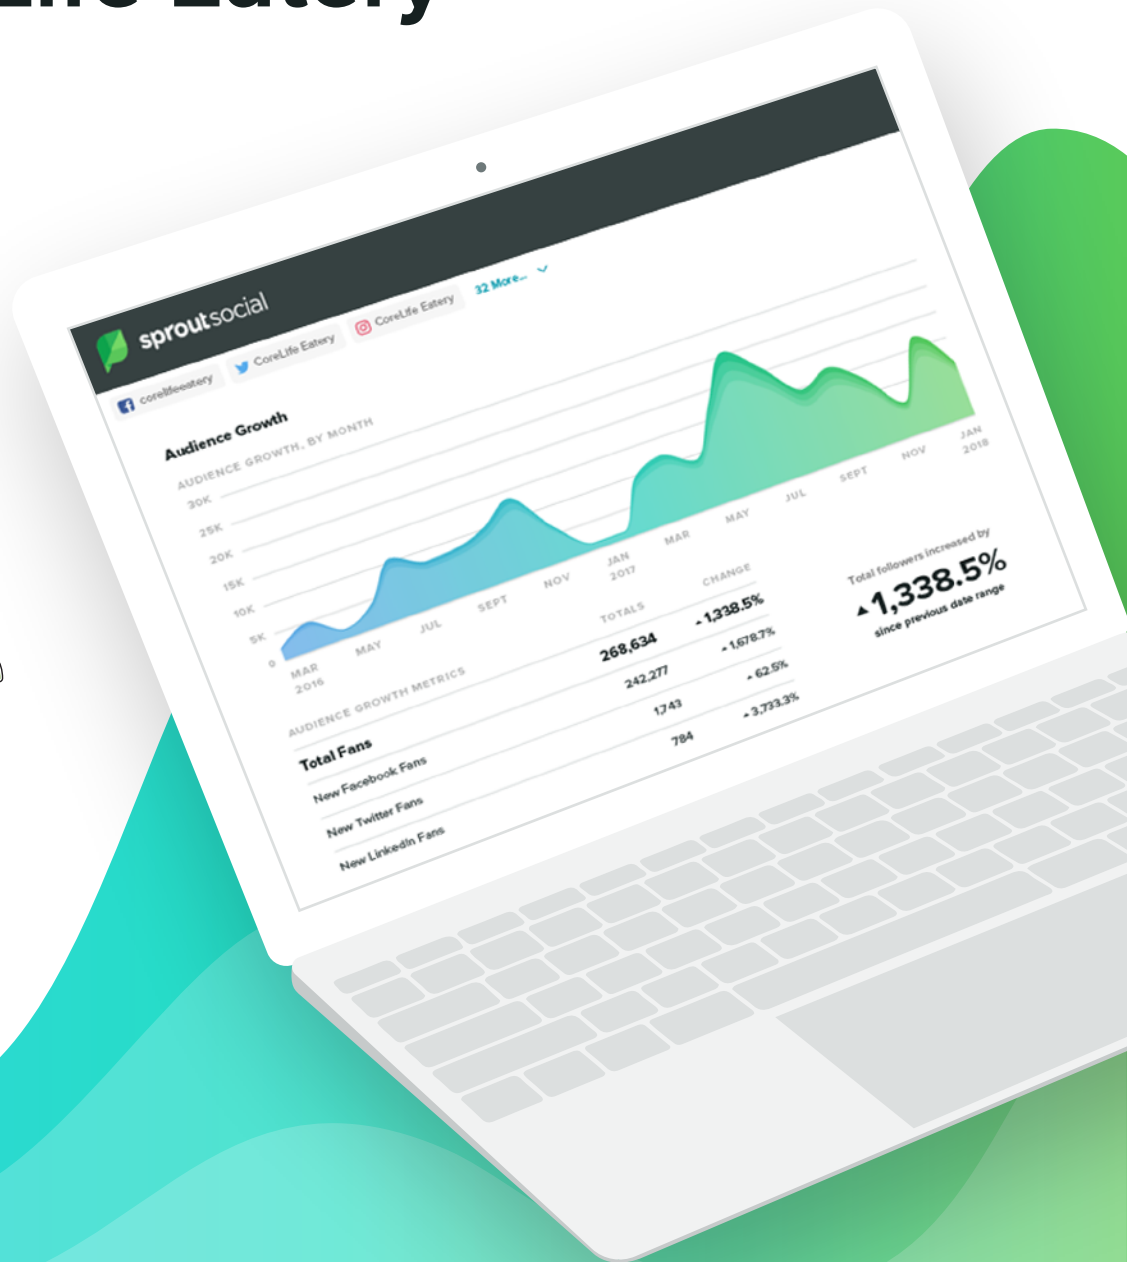 Life Eatery
sproutsocial
corelifeeatery
CoreLife Eatery
CoreLife Eatery
32 More...
Audience Growth
AUDIENCE GROWTH, BY MONTH
30K
25K
20K
15K
10K
5K
0
MAR 2016
MAY
JUL
SEPT
NOV
JAN 2017
MAR
MAY
JUL
SEPT
NOV
JAN 2018
AUDIENCE GROWTH METRICS TOTALS CHANGE
Total Fans 268,634 1,338.5%
New Facebook Fans 242,277 1,678.7%
New Twitter Fans 1,743 62.5%
New LinkedIn Fans 784 3,733.3%
Total followers increased by
▲1,338.5%
since previous date range